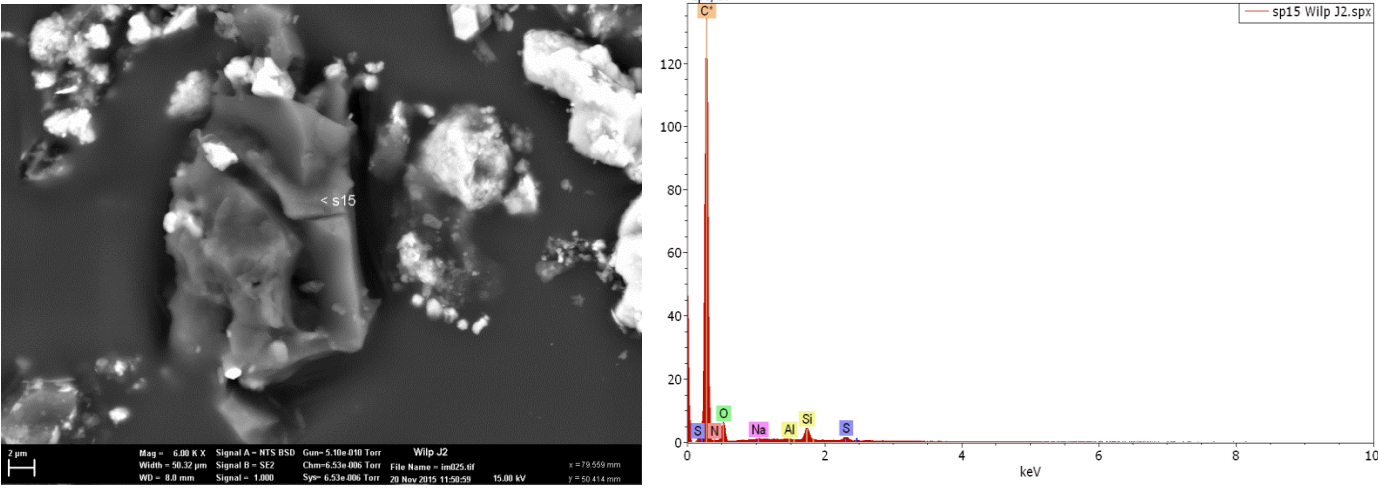 < s15
2 µm
Mag = 6.00 K X Signal A = NTS BSD Gun= 5.10e-010 Torr Wilp J2
Width = 50.32 µm Signal B = SE2 Chm=6.53e-006 Torr File Name = im025.tif x = 79.559 mm
WD = 8.0 mm Signal = 1.000 Sys= 6.53e-006 Torr 20 Nov 2015 11:50:59 15.00 kV y = 50.414 mm
C*
sp15 Wilp J2.spx
120
100
80
60
40
20
0
S N O Na Al Si S
0 2 4 6 8 10
keV